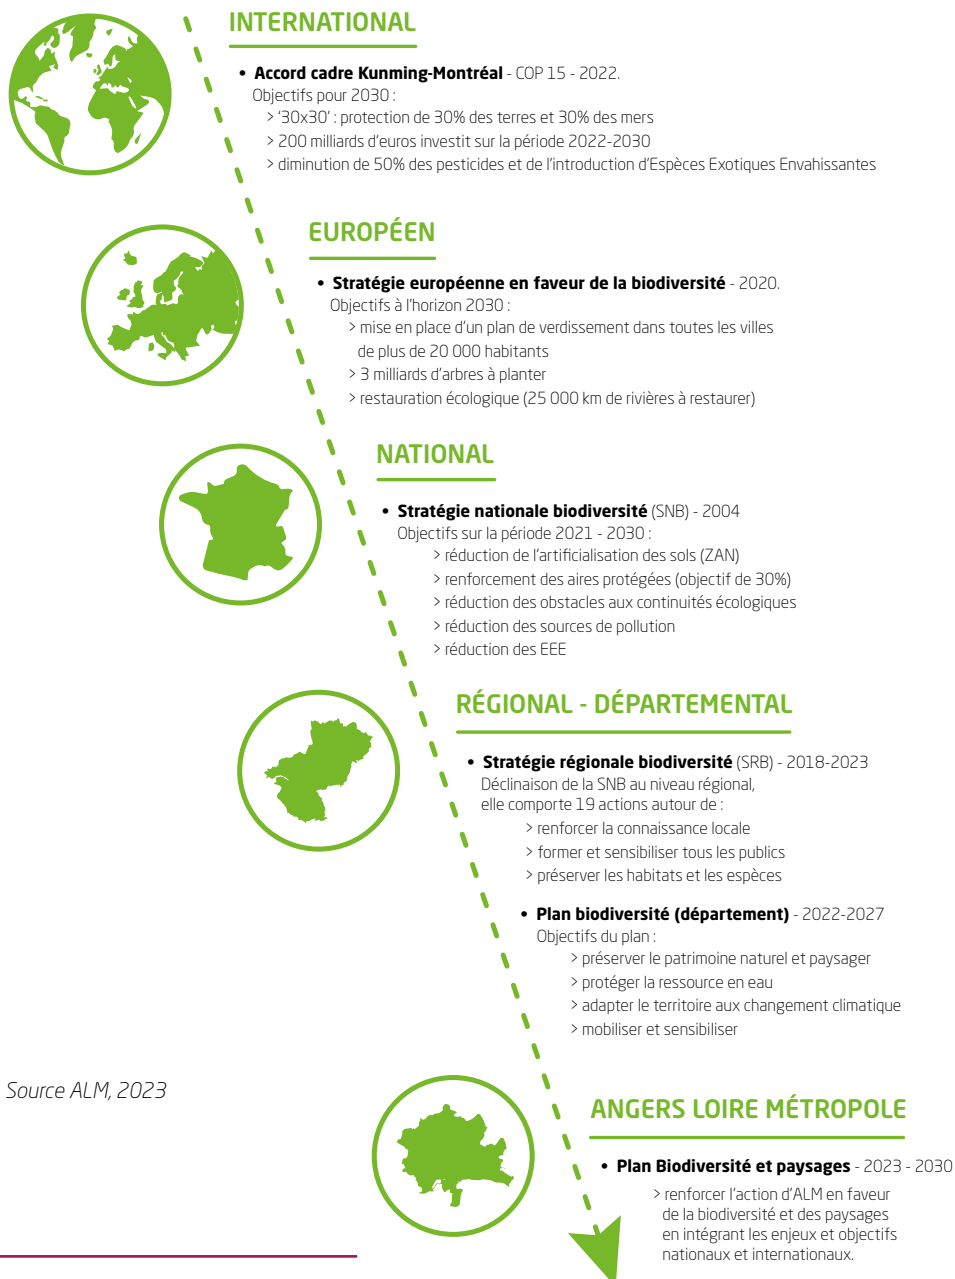 INTERNATIONAL
• Accord cadre Kunming-Montréal - COP 15 - 2022.
Objectifs pour 2030 :
> '30x30' : protection de 30% des terres et 30% des mers
> 200 milliards d'euros investit sur la période 2022-2030
> diminution de 50% des pesticides et de l'introduction d'Espèces Exotiques Envahissantes
EUROPÉEN
• Stratégie européenne en faveur de la biodiversité - 2020.
Objectifs à l'horizon 2030 :
> mise en place d'un plan de verdissement dans toutes les villes
de plus de 20 000 habitants
> 3 milliards d'arbres à planter
> restauration écologique (25 000 km de rivières à restaurer)
NATIONAL
• Stratégie nationale biodiversité (SNB) - 2004
Objectifs sur la période 2021 - 2030 :
> réduction de l'artificialisation des sols (ZAN)
> renforcement des aires protégées (objectif de 30%)
> réduction des obstacles aux continuités écologiques
> réduction des sources de pollution
> réduction des EEE
RÉGIONAL - DÉPARTEMENTAL
• Stratégie régionale biodiversité (SRB) - 2018-2023
Déclinaison de la SNB au niveau régional,
elle comporte 19 actions autour de :
> renforcer la connaissance locale
> former et sensibiliser tous les publics
> préserver les habitats et les espèces
• Plan biodiversité (département) - 2022-2027
Objectifs du plan :
> préserver le patrimoine naturel et paysager
> protéger la ressource en eau
> adapter le territoire aux changement climatique
> mobiliser et sensibiliser
Source ALM, 2023
ANGERS LOIRE MÉTROPOLE
• Plan Biodiversité et paysages - 2023 - 2030
> renforcer l'action d'ALM en faveur
de la biodiversité et des paysages
en intégrant les enjeux et objectifs
nationaux et internationaux.